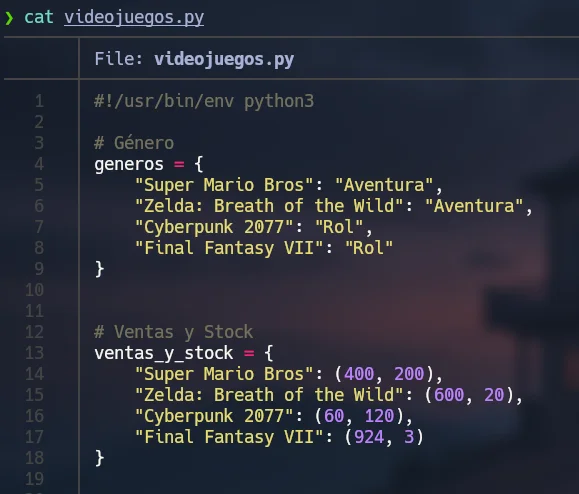 ❯ cat videojuegos.py
File: videojuegos.py
1 #!/usr/bin/env python3
2
3 # Género
4 generos = {
5     "Super Mario Bros": "Aventura",
6     "Zelda: Breath of the Wild": "Aventura",
7     "Cyberpunk 2077": "Rol",
8     "Final Fantasy VII": "Rol"
9 }
10
11
12 # Ventas y Stock
13 ventas_y_stock = {
14     "Super Mario Bros": (400, 200),
15     "Zelda: Breath of the Wild": (600, 20),
16     "Cyberpunk 2077": (60, 120),
17     "Final Fantasy VII": (924, 3)
18 }
19